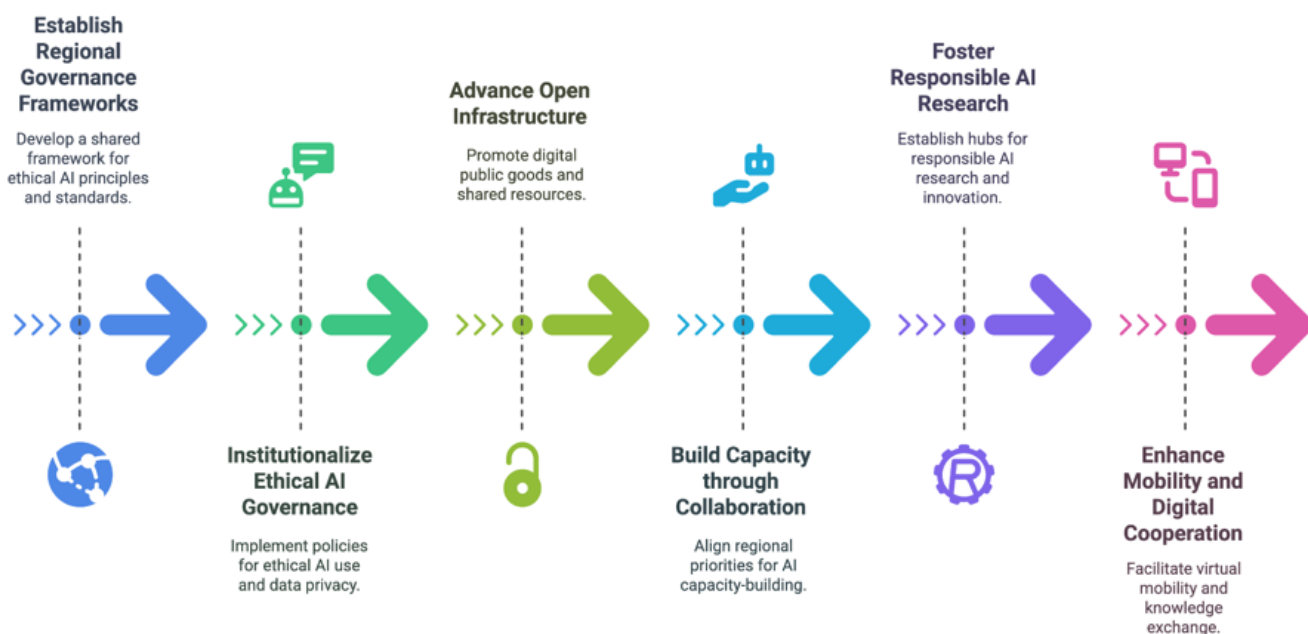 Establish
Regional
Governance
Frameworks
Develop a shared
framework for
ethical AI principles
and standards.
Institutionalize
Ethical AI
Governance
Implement policies
for ethical AI use
and data privacy.
Advance Open
Infrastructure
Promote digital
public goods and
shared resources.
Build Capacity
through
Collaboration
Align regional
priorities for AI
capacity-building.
Foster
Responsible AI
Research
Establish hubs for
responsible AI
research and
innovation.
R
Enhance
Mobility and
Digital
Cooperation
Facilitate virtual
mobility and
knowledge
exchange.